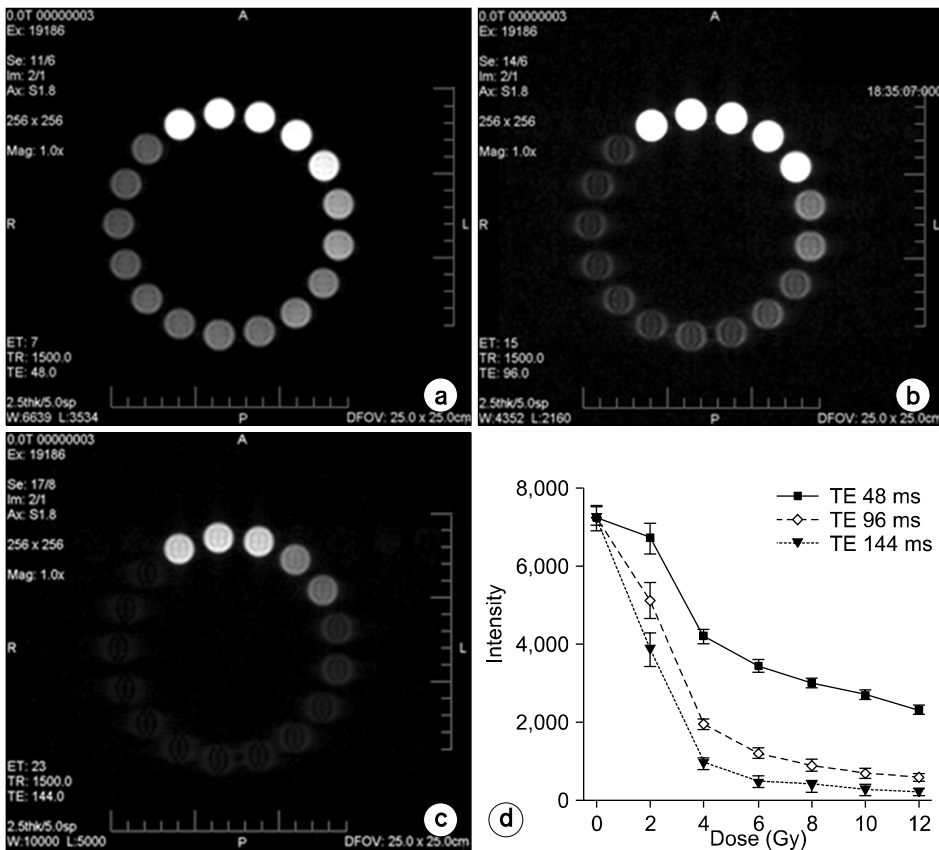 0.0T 00000003
Ex: 19186
A
Se: 11/6
Im: 2/1
Ax: S1.8
256 x 256
Mag: 1.0x
R
L
ET: 7
TR: 1500.0
TE: 48.0
2.5thk/5.0sp
W:6639 L:3534
P
DFOV: 25.0 x 25.0cm
a
0.0T 00000003
Ex: 19186
A
Se: 14/6
Im: 2/1
Ax: S1.8
18:35:07:000
256 x 256
Mag: 1.0x
R
L
ET: 15
TR: 1500.0
TE: 96.0
2.5thk/5.0sp
W:4352 L:2160
P
DFOV: 25.0 x 25.0cm
b
0.0T 00000003
Ex: 19186
A
Se: 17/8
Im: 2/1
Ax: S1.8
256 x 256
Mag: 1.0x
R
L
ET: 23
TR: 1500.0
TE: 144.0
2.5thk/5.0sp
W:10000 L:5000
P
DFOV: 25.0 x 25.0cm
c
8,000
6,000
4,000
2,000
0
Intensity
TE 48 ms
TE 96 ms
TE 144 ms
0 2 4 6 8 10 12
Dose (Gy)
d